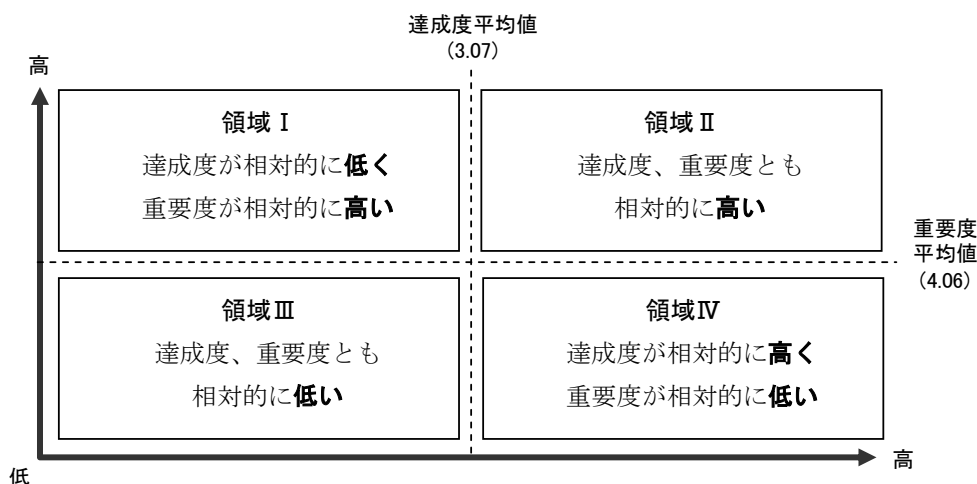 達成度平均値
（3.07）
高
領域Ⅰ
達成度が相対的に低く
重要度が相対的に高い
領域Ⅱ
達成度、重要度とも
相対的に高い
重要度
平均値
（4.06）
領域Ⅲ
達成度、重要度とも
相対的に低い
領域Ⅳ
達成度が相対的に高く
重要度が相対的に低い
高
低